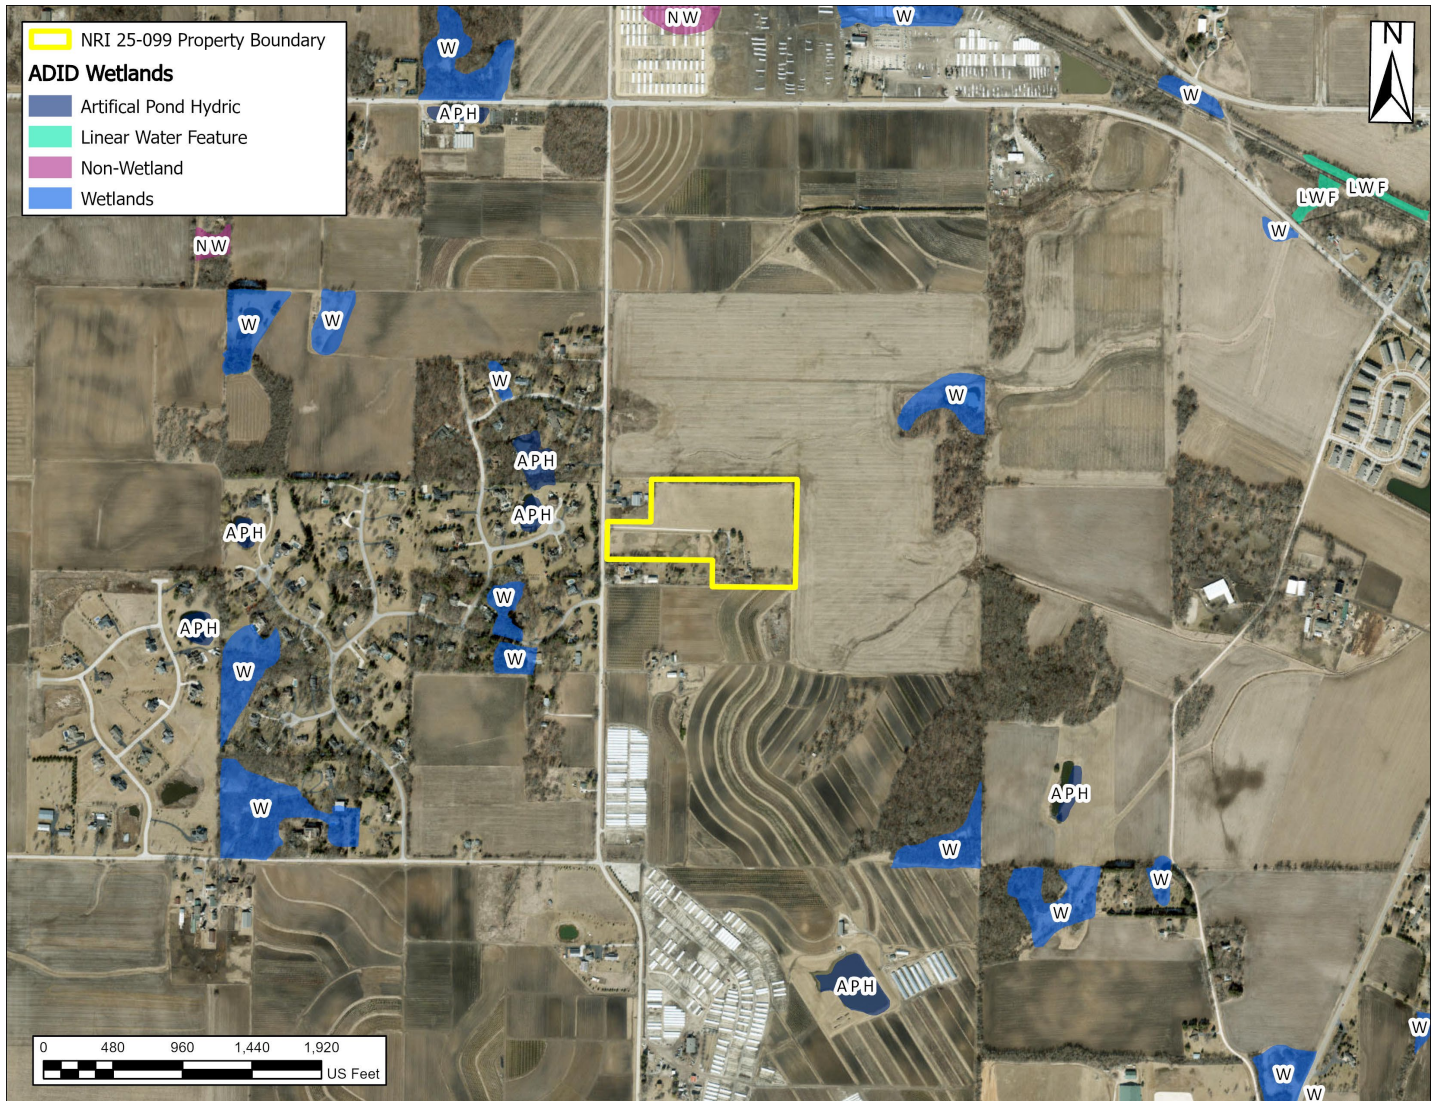 NRI 25-099 Property Boundary
ADID Wetlands
Artifical Pond Hydric
Linear Water Feature
Non-Wetland
Wetlands
N
NW
W
W
W
APH
LWF
LWF
NW
W
W
W
W
W
APH
APH
APH
W
APH
W
W
W
APH
W
W
W
APH
W
W
W
0 480 960 1,440 1,920
US Feet